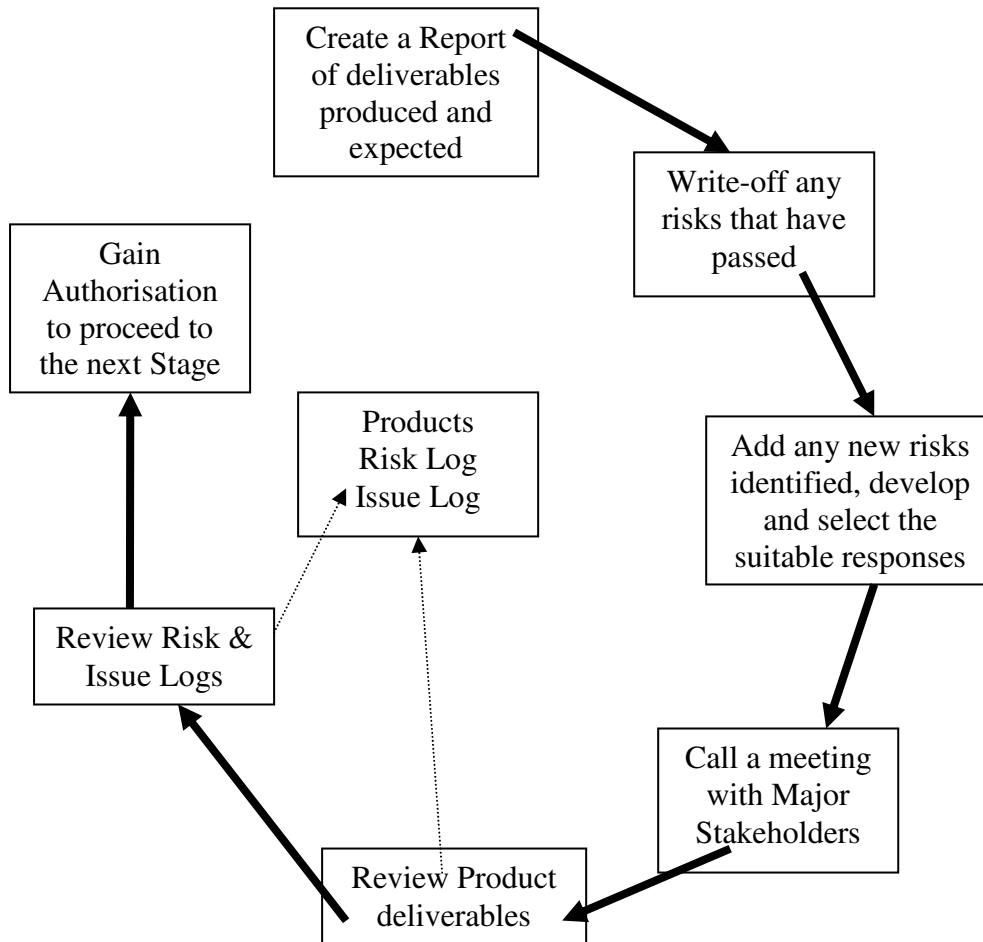 Create a Report
of deliverables
produced and
expected
Write-off any
risks that have
passed
Add any new risks
identified, develop
and select the
suitable responses
Call a meeting
with Major
Stakeholders
Review Product
deliverables
Review Risk &
Issue Logs
Gain
Authorisation
to proceed to
the next Stage
Products
Risk Log
Issue Log